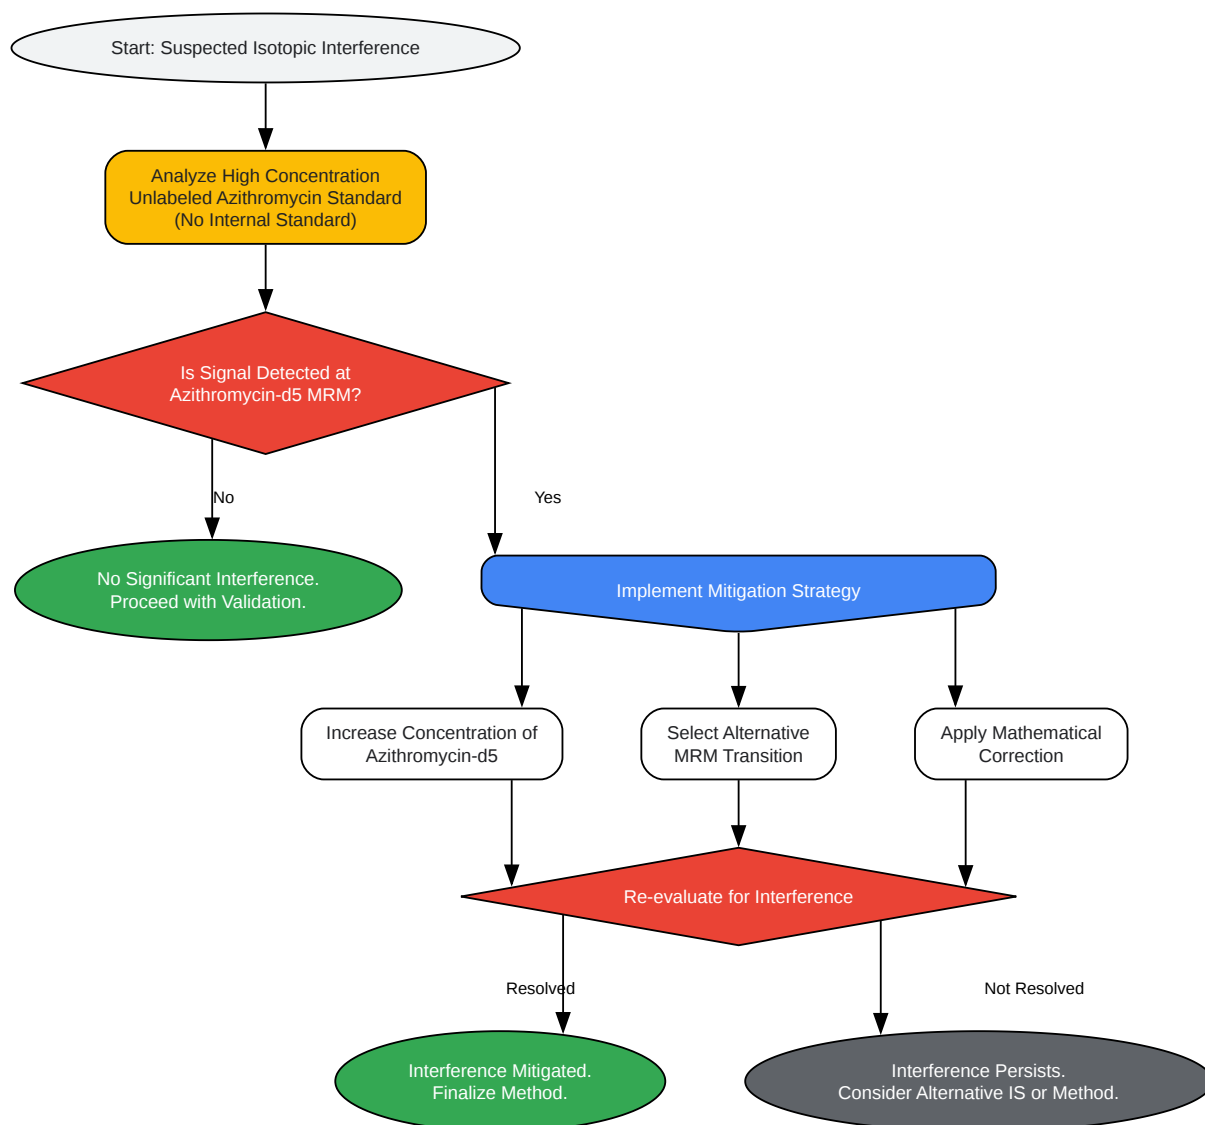 Start: Suspected Isotopic Interference
Analyze High Concentration
Unlabeled Azithromycin Standard
(No Internal Standard)
Is Signal Detected at
Azithromycin-d5 MRM?
No
Yes
No Significant Interference.
Proceed with Validation.
Implement Mitigation Strategy
Increase Concentration of
Azithromycin-d5
Select Alternative
MRM Transition
Apply Mathematical
Correction
Re-evaluate for Interference
Resolved
Not Resolved
Interference Mitigated.
Finalize Method.
Interference Persists.
Consider Alternative IS or Method.